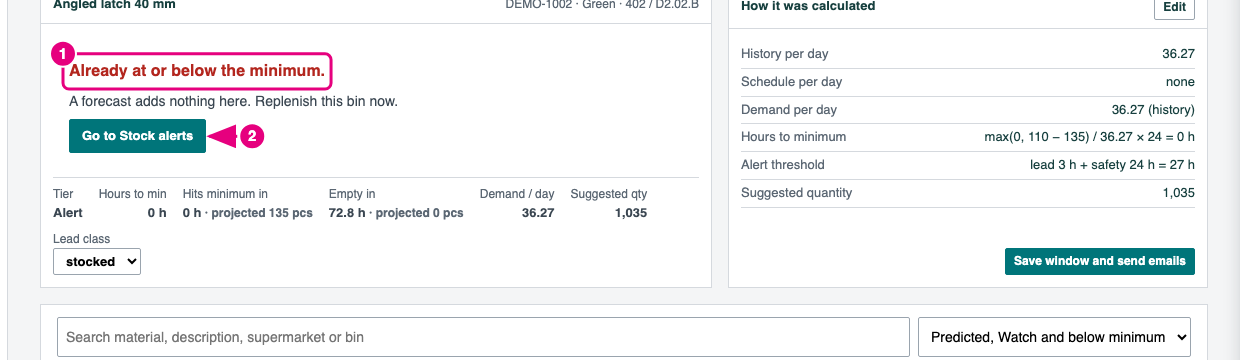 Angled latch 40 mm
DEMO-1002 · Green · 402 / D2.02.B
1
Already at or below the minimum.
A forecast adds nothing here. Replenish this bin now.
Go to Stock alerts
2
Tier Hours to min Hits minimum in Empty in Demand / day Suggested qty
Alert 0 h 0 h · projected 135 pcs 72.8 h · projected 0 pcs 36.27 1,035
Lead class
stocked
How it was calculated
Edit
History per day 36.27
Schedule per day none
Demand per day 36.27 (history)
Hours to minimum max(0, 110 − 135) / 36.27 × 24 = 0 h
Alert threshold lead 3 h + safety 24 h = 27 h
Suggested quantity 1,035
Save window and send emails
Search material, description, supermarket or bin
Predicted, Watch and below minimum